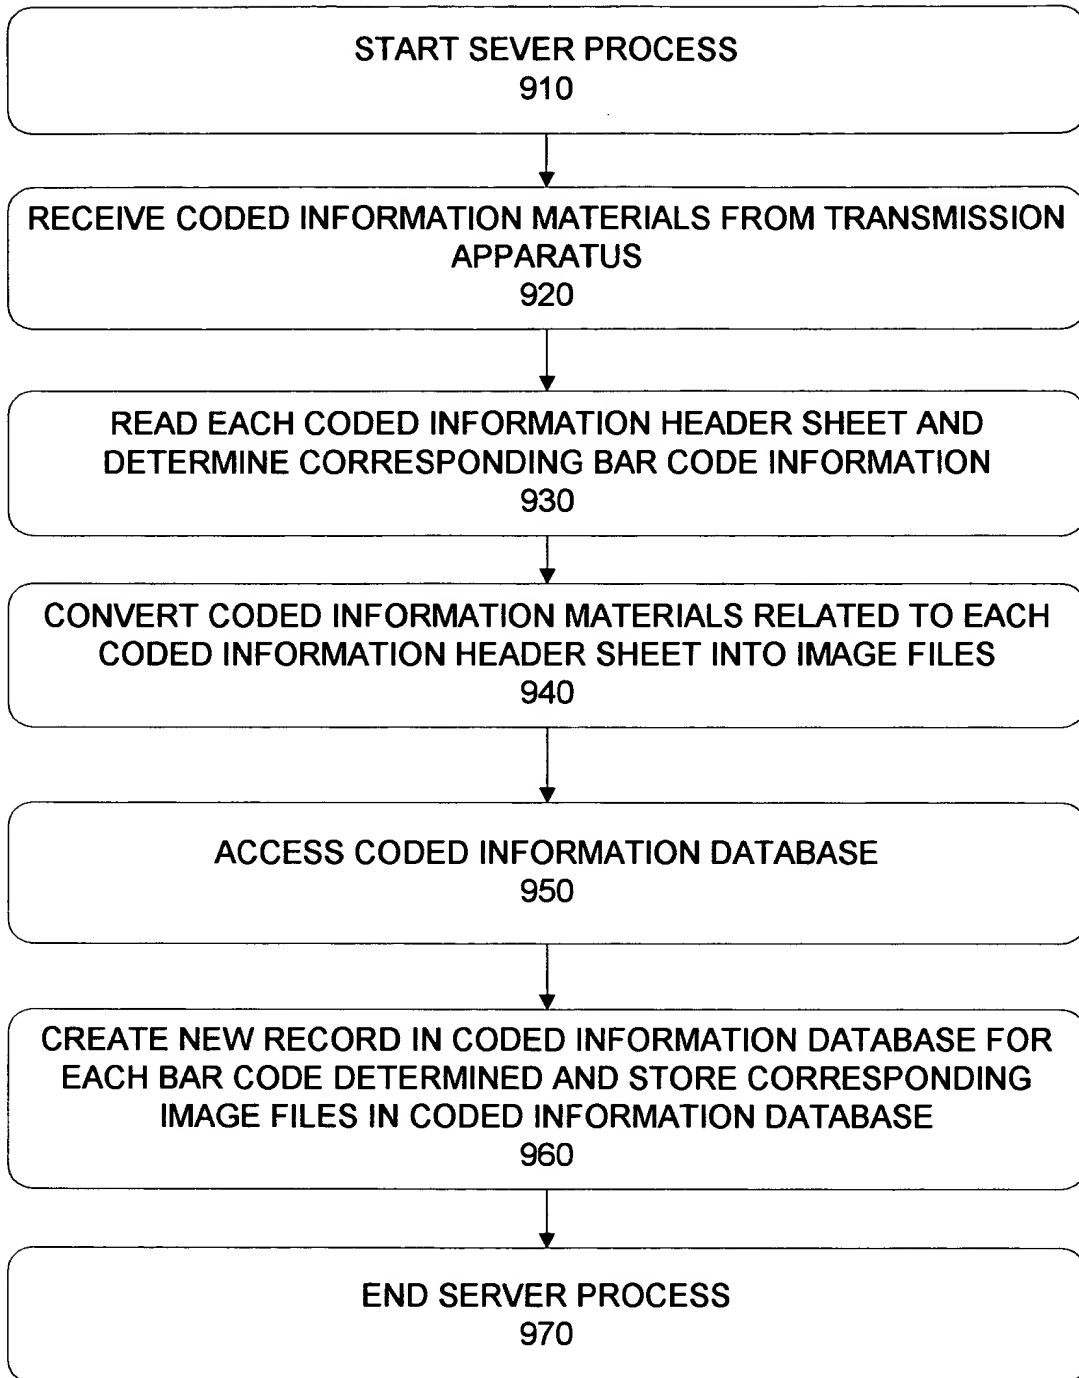 START SEVER PROCESS
910
RECEIVE CODED INFORMATION MATERIALS FROM TRANSMISSION
APPARATUS
920
READ EACH CODED INFORMATION HEADER SHEET AND
DETERMINE CORRESPONDING BAR CODE INFORMATION
930
CONVERT CODED INFORMATION MATERIALS RELATED TO EACH
CODED INFORMATION HEADER SHEET INTO IMAGE FILES
940
ACCESS CODED INFORMATION DATABASE
950
CREATE NEW RECORD IN CODED INFORMATION DATABASE FOR
EACH BAR CODE DETERMINED AND STORE CORRESPONDING
IMAGE FILES IN CODED INFORMATION DATABASE
960
END SERVER PROCESS
970